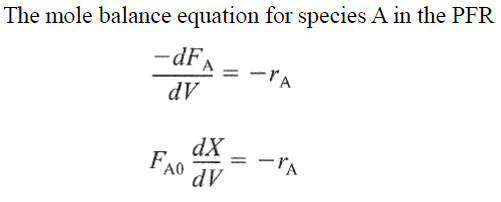 The mole balance equation for species A in the PFR
-dF_A/dV = -r_A
F_A0 dX/dV = -r_A